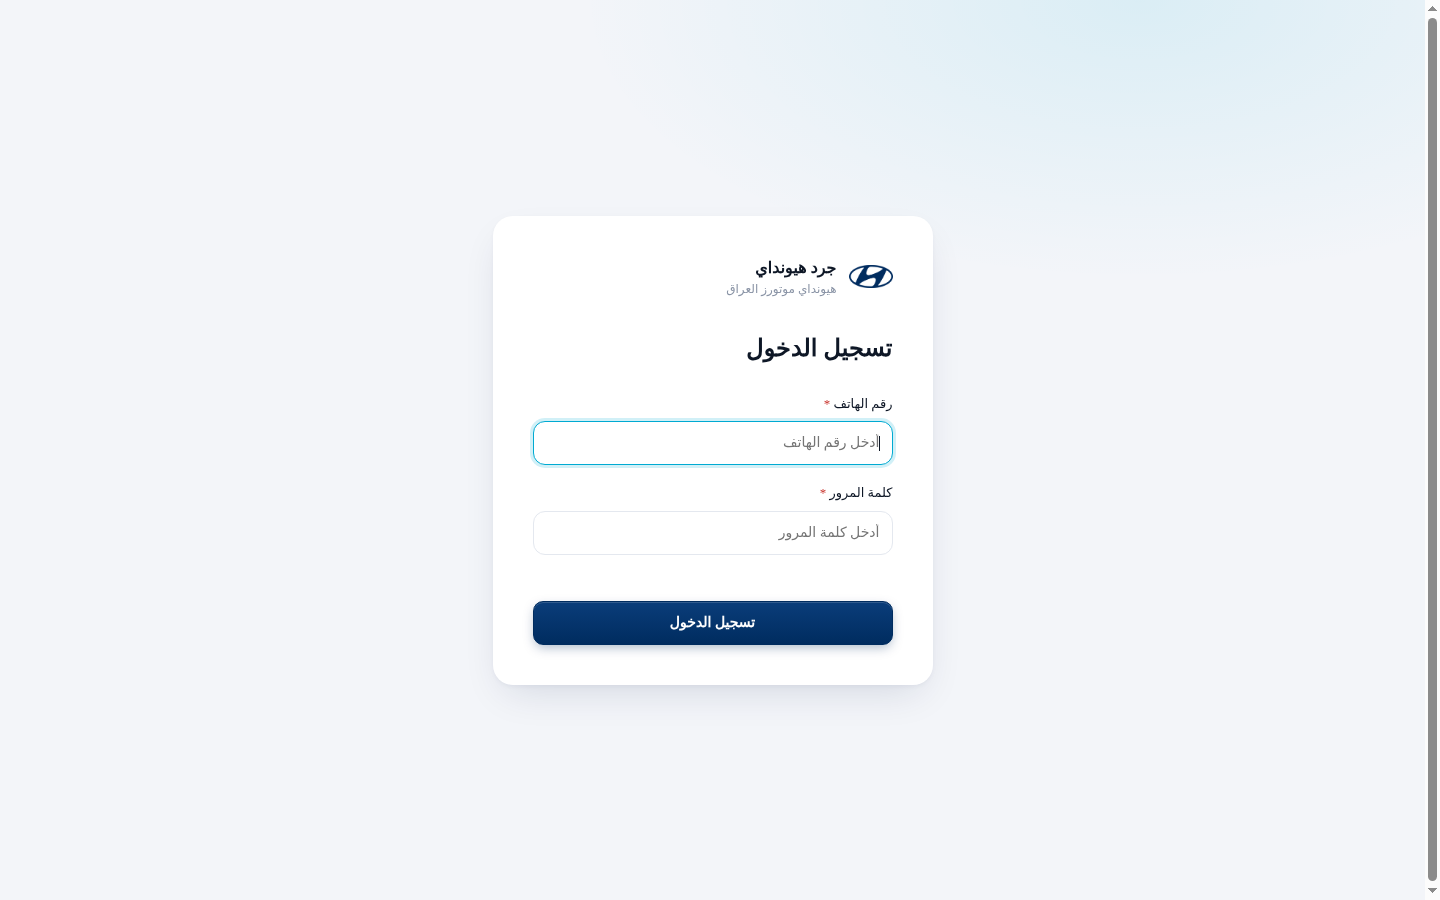 جرد هيونداي
هيونداي موتورز العراق
تسجيل الدخول
رقم الهاتف *
أدخل رقم الهاتف
كلمة المرور *
أدخل كلمة المرور
تسجيل الدخول